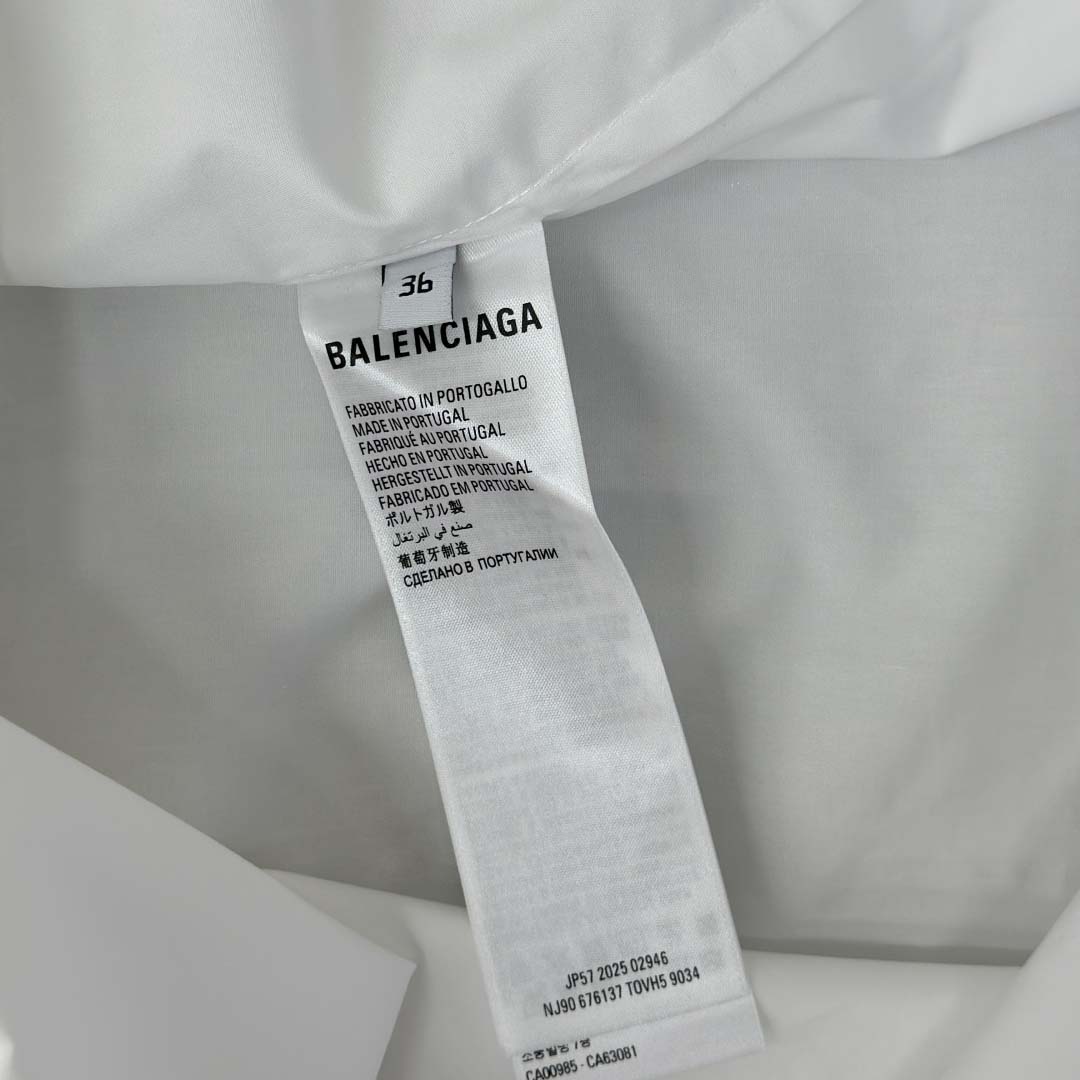 36
BALENCIAGA
FABBRICATO IN PORTOGALLO
MADE IN PORTUGAL
FABRIQUÉ AU PORTUGAL
HECHO EN PORTUGAL
HERGESTELLT IN PORTUGAL
FABRICADO EM PORTUGAL
ポルトガル製
صنع في البرتغال
葡萄牙制造
СДЕЛАНО В ПОРТУГАЛИИ
JP57 2025 02946
NJ90 676137 TOVH5 9034
CA00985 - CA63081